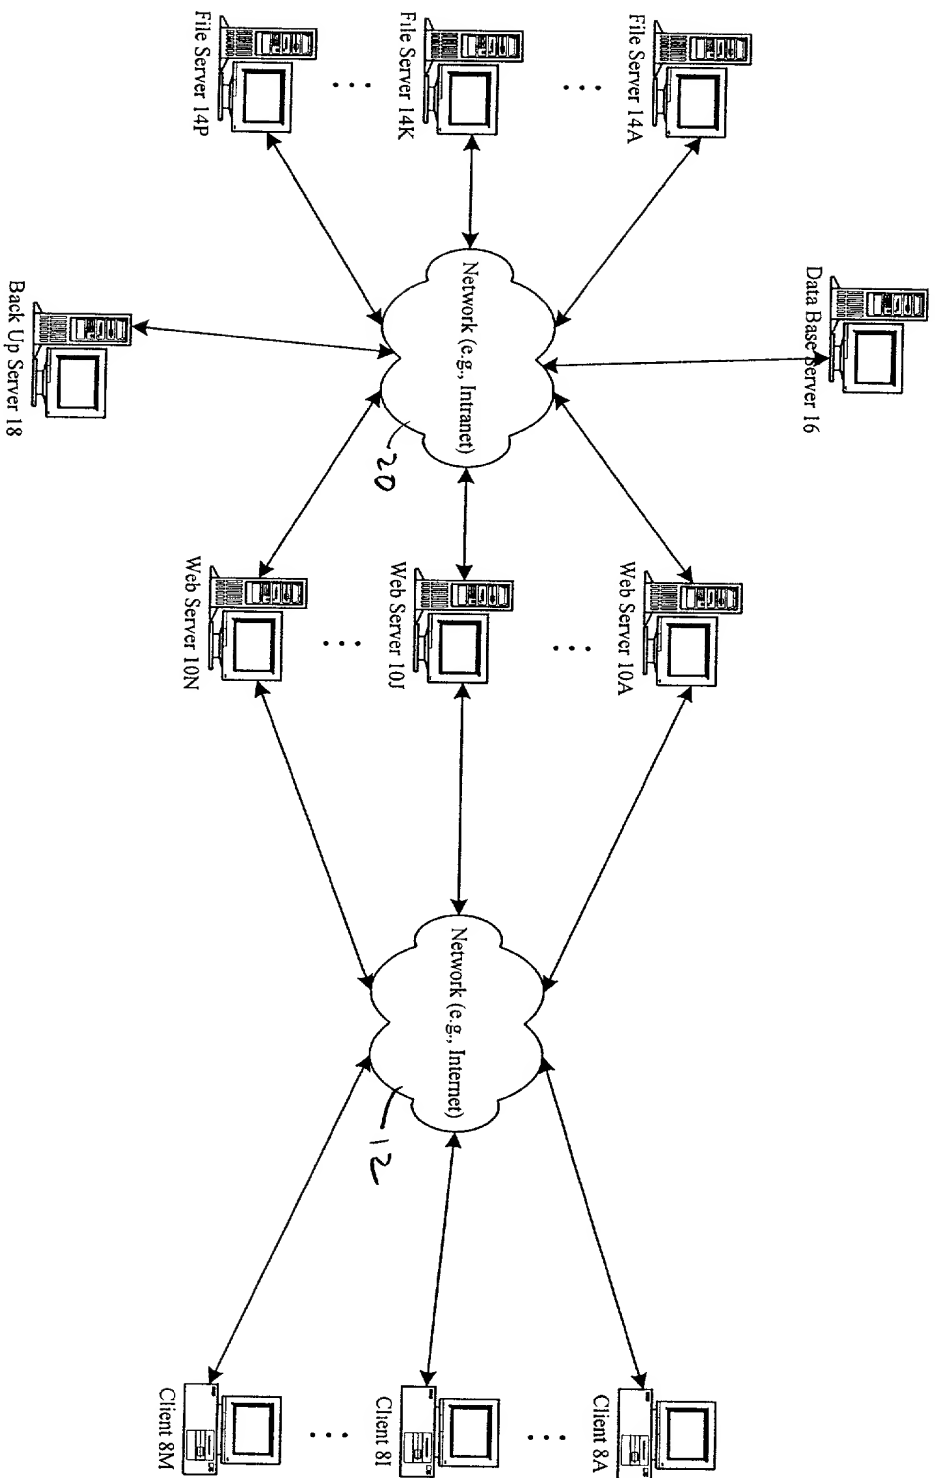 Data Base Server 16
File Server 14A
File Server 14K
File Server 14P
Network (e.g., Intranet)
20
Back Up Server 18
Web Server 10A
Web Server 10J
Web Server 10N
Network (e.g., Internet)
12
Client 8A
Client 8I
Client 8M